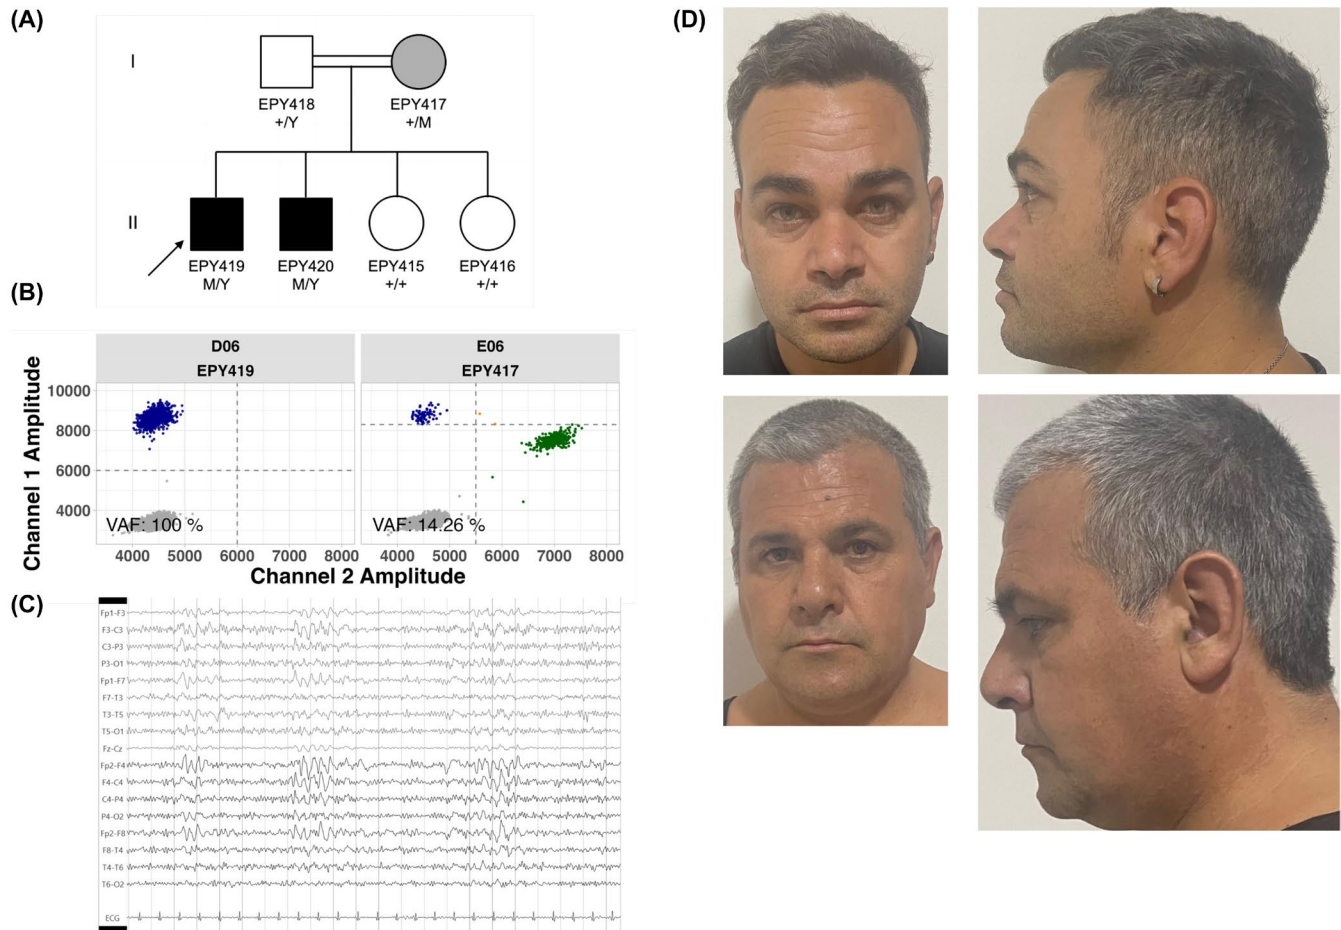 (A)
I
EPY418
+/Y
EPY417
+/M
II
EPY419
M/Y
EPY420
M/Y
EPY415
+/+
EPY416
+/+
(B)
D06
EPY419
E06
EPY417
Channel 1 Amplitude
10000
8000
6000
4000
VAF: 100 %
VAF: 14.26 %
4000 5000 6000 7000 8000
4000 5000 6000 7000 8000
Channel 2 Amplitude
(C)
Fp1-F3
F3-C3
C3-P3
P3-O1
Fp1-F7
F7-T3
T3-T5
T5-O1
Fz-Cz
Fp2-F4
F4-C4
C4-P4
P4-O2
Fp2-F8
F8-T4
T4-T6
T6-O2
ECG
(D)